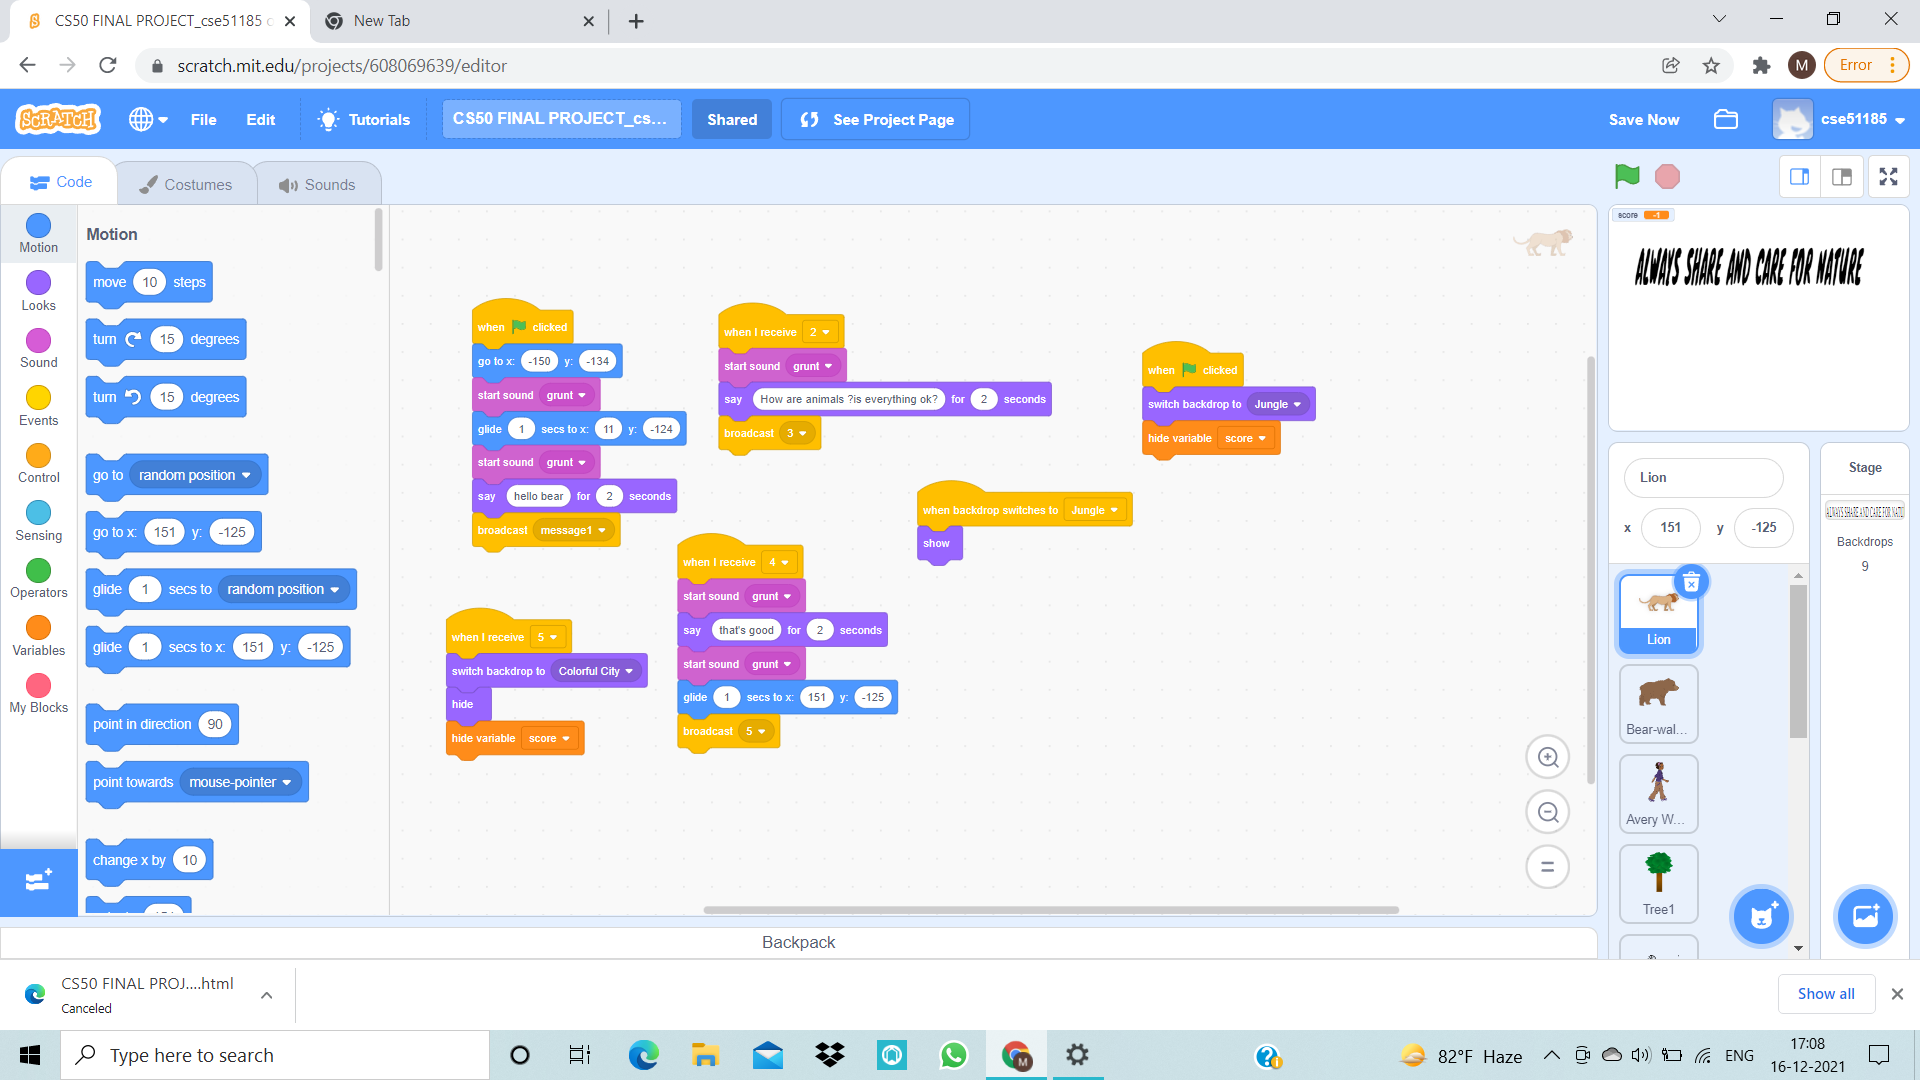 CS50 FINAL PROJECT_cse51185 c
New Tab
scratch.mit.edu/projects/608069639/editor
M
Error
SCRATCH
File
Edit
Tutorials
CS50 FINAL PROJECT_cs...
Shared
See Project Page
Save Now
cse51185
Code
Costumes
Sounds
Motion
Looks
Sound
Events
Control
Sensing
Operators
Variables
My Blocks
Motion
move 10 steps
turn 15 degrees
turn 15 degrees
go to random position
go to x: 151 y: -125
glide 1 secs to random position
glide 1 secs to x: 151 y: -125
point in direction 90
point towards mouse-pointer
change x by 10
when clicked
go to x: -150 y: -134
start sound grunt
glide 1 secs to x: 11 y: -124
start sound grunt
say hello bear for 2 seconds
broadcast message1
when I receive 2
start sound grunt
say How are animals ?is everything ok? for 2 seconds
broadcast 3
when clicked
switch backdrop to Jungle
hide variable score
when backdrop switches to Jungle
show
when I receive 4
start sound grunt
say that's good for 2 seconds
start sound grunt
glide 1 secs to x: 151 y: -125
broadcast 5
when I receive 5
switch backdrop to Colorful City
hide
hide variable score
score -1
ALWAYS SHARE AND CARE FOR NATURE
Lion
x 151 y -125
Lion
Bear-wal...
Avery W...
Tree1
Stage
ALWAYS SHARE AND CARE FOR NATU
Backdrops
9
Backpack
CS50 FINAL PROJ....html
Canceled
Show all
Type here to search
M
82°F Haze
ENG
17:08
16-12-2021